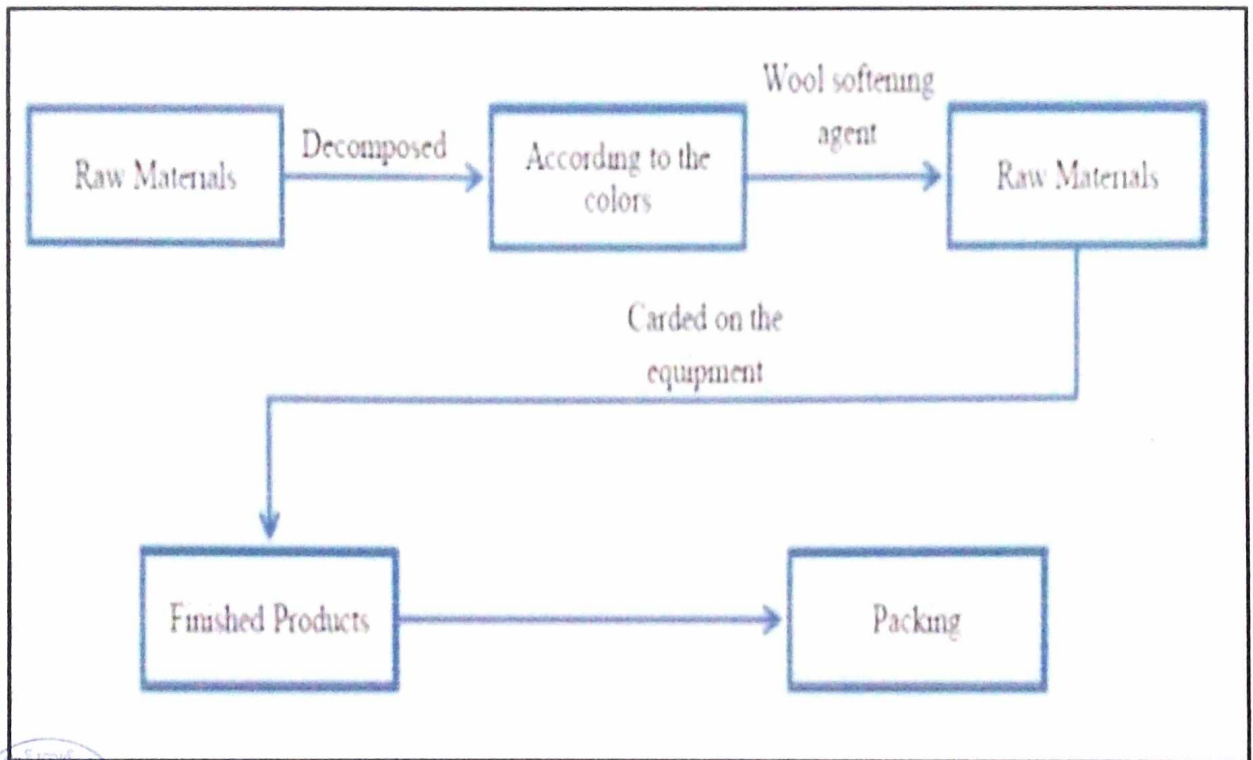 Raw Materials
Decomposed
According to the
colors
Wool softening
agent
Raw Materials
Carded on the
equipment
Finished Products
Packing